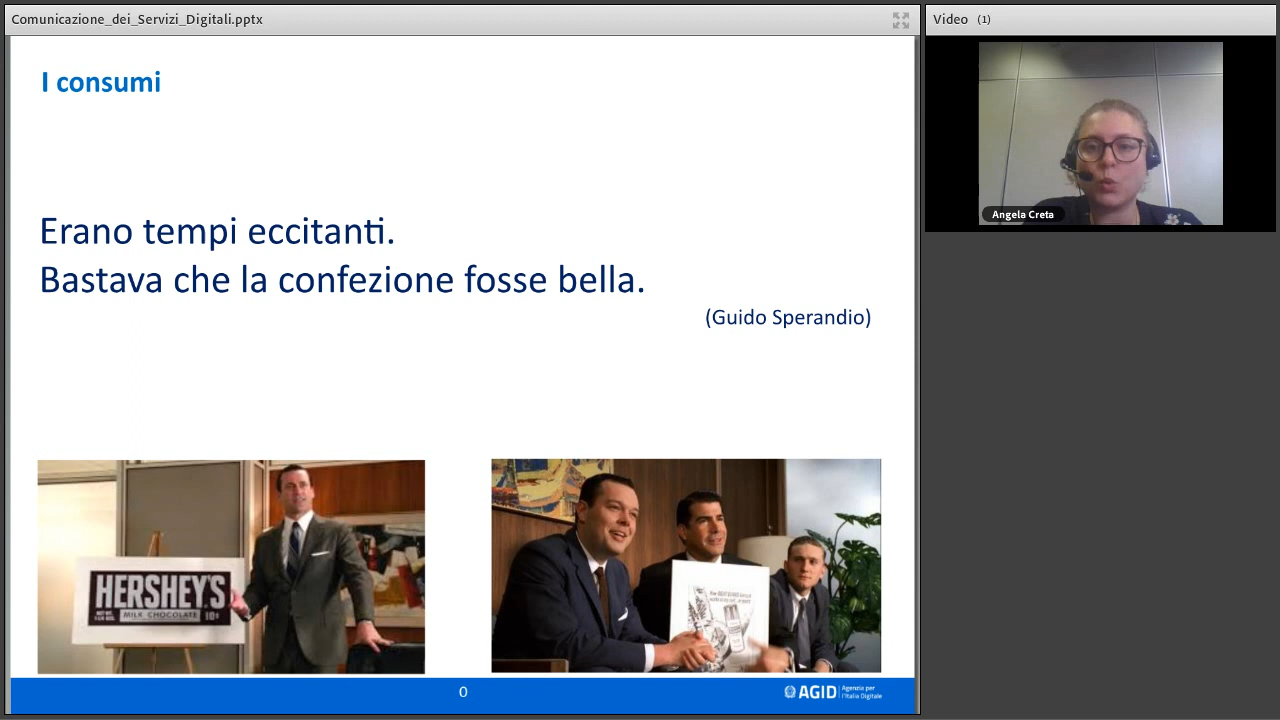 Comunicazione_dei_Servizi_Digitali.pptx
Video (1)
I consumi
Angela Creta
Erano tempi eccitanti.
Bastava che la confezione fosse bella.
(Guido Sperandio)
HERSHEY'S
MILK CHOCOLATE
10¢
0
AGID
Agenzia per
l'Italia Digitale